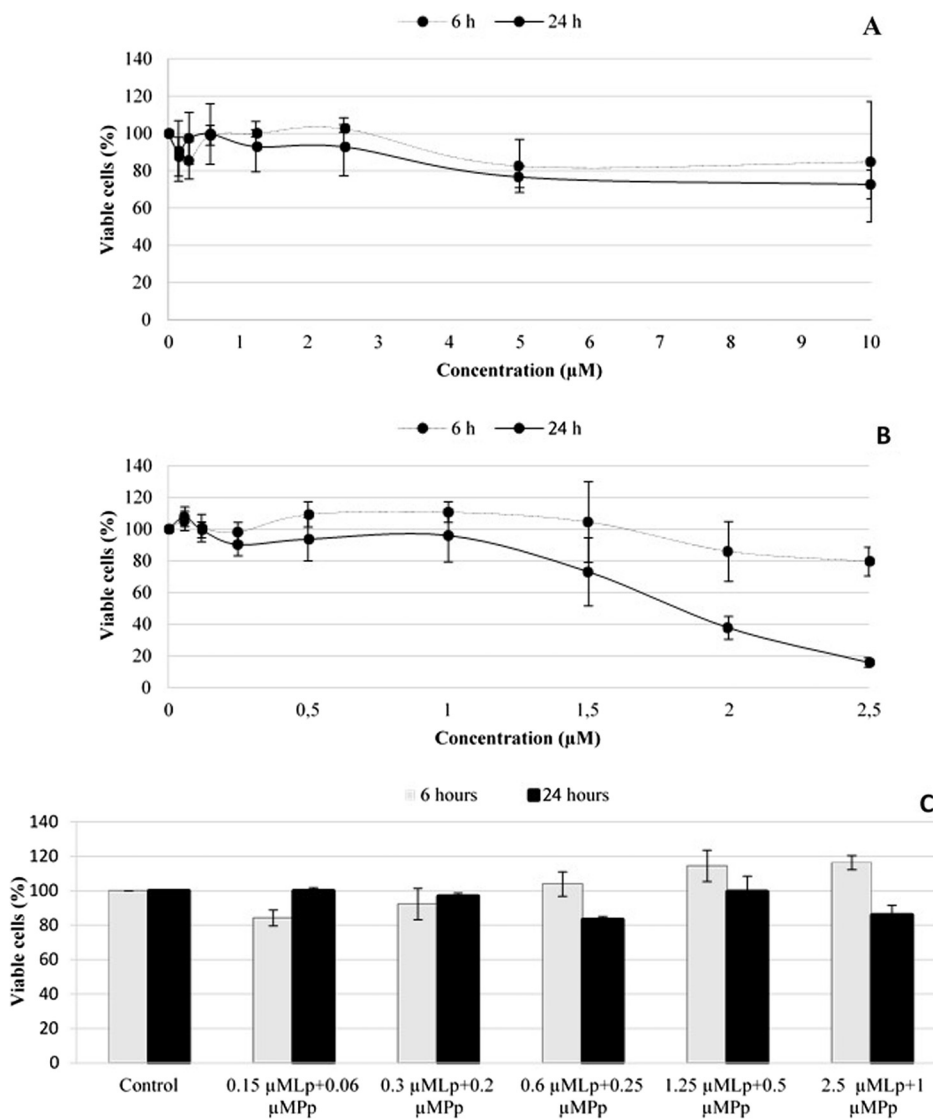 6 h 24 h
A
140
120
100
80
60
40
20
0
Viable cells (%)
0 1 2 3 4 5 6 7 8 9 10
Concentration (µM)
6 h 24 h
B
140
120
100
80
60
40
20
0
Viable cells (%)
0 0,5 1 1,5 2 2,5
Concentration (µM)
6 hours 24 hours
C
140
120
100
80
60
40
20
0
Viable cells (%)
Control
0.15 µMLp+0.06
µMPp
0.3 µMLp+0.2
µMPp
0.6 µMLp+0.25
µMPp
1.25 µMLp+0.5
µMPp
2.5 µMLp+1
µMPp